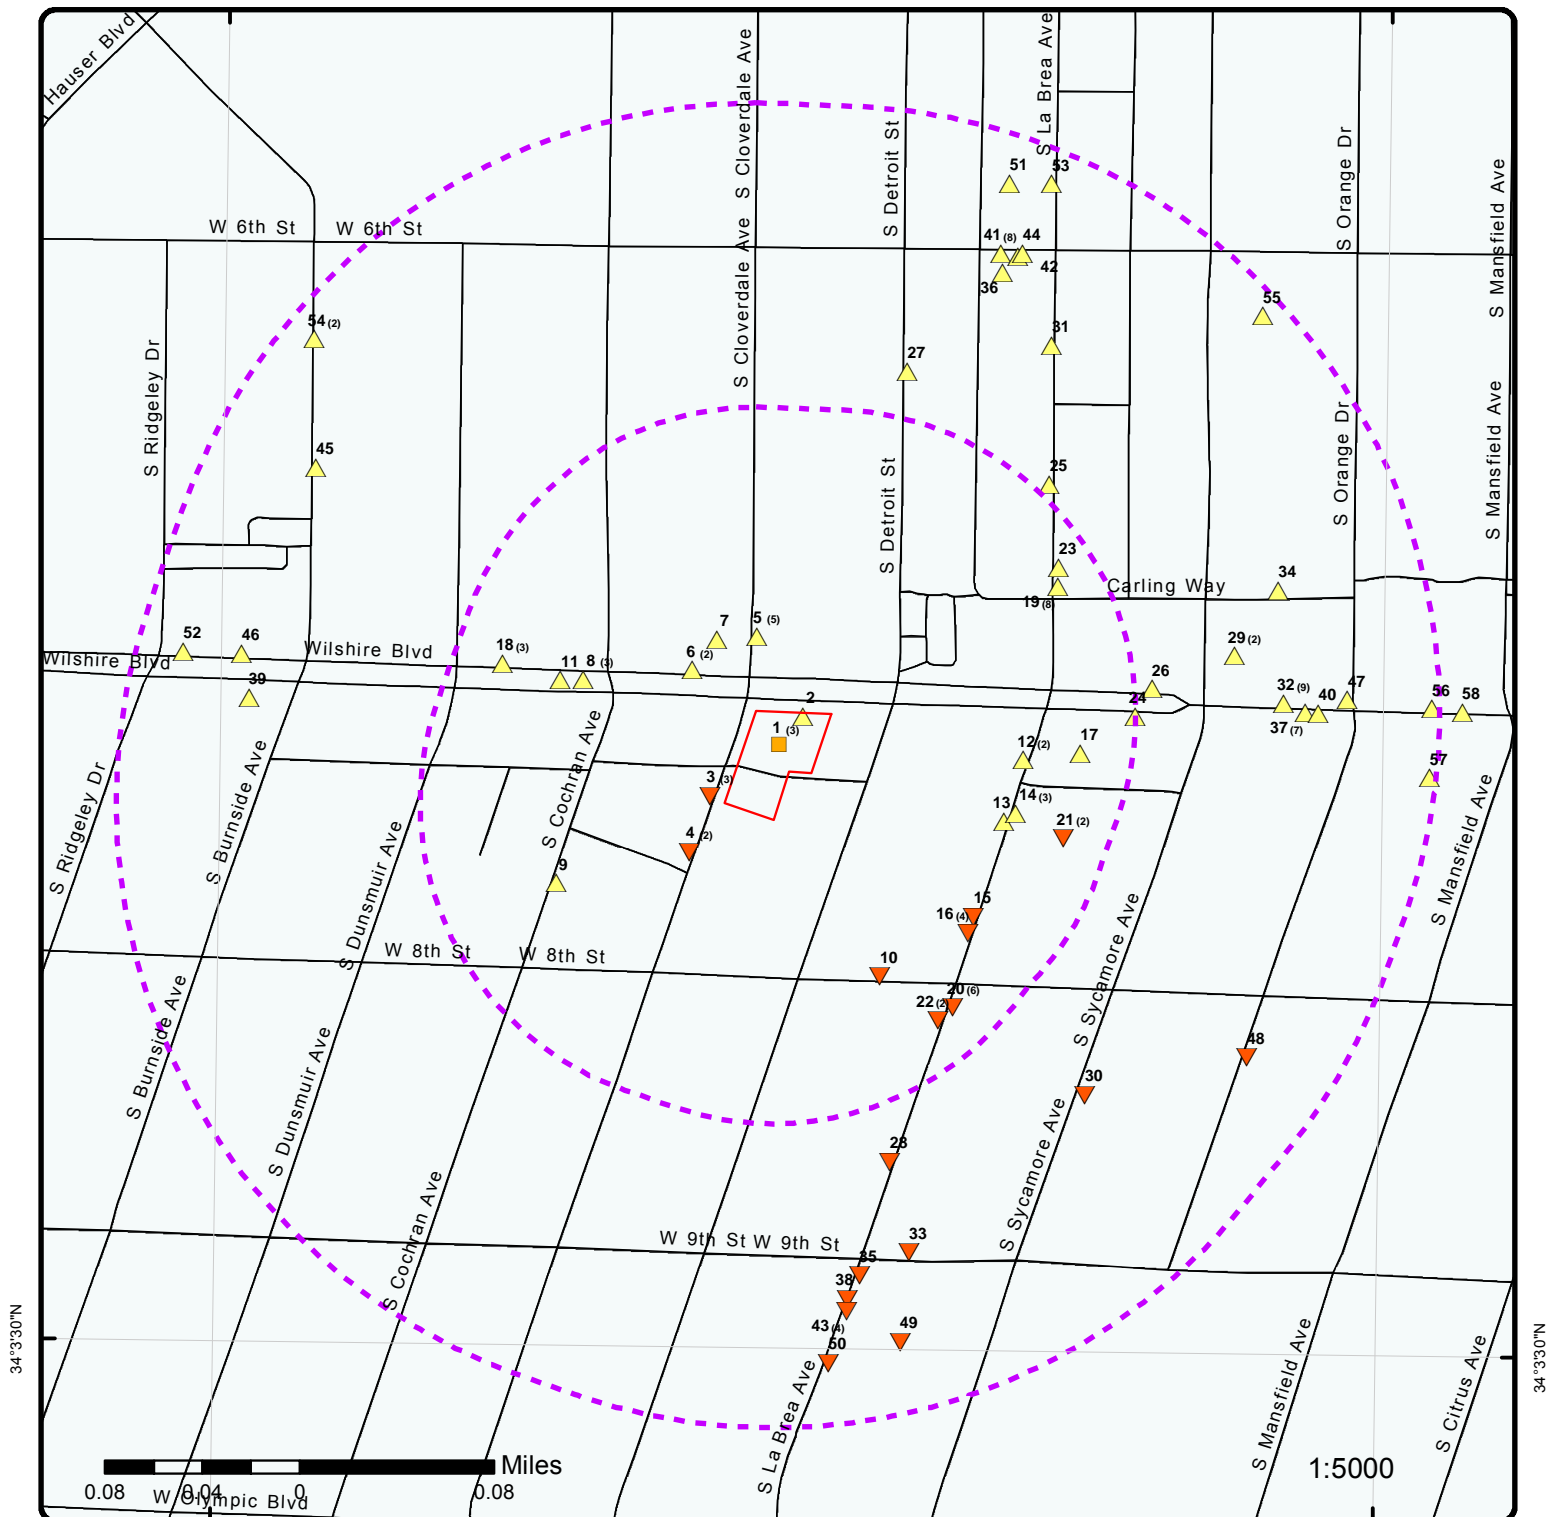 Hauser Blvd
S Cloverdale Ave
S La Brea Ave
S Detroit St
S Orange Dr
S Mansfield Ave
51
53
W 6th St
W 6th St
S Cloverdale Ave
41 (8)
44
42
36
55
54 (2)
31
27
S Ridgeley Dr
S Orange Dr
S Mansfield Ave
45
25
S Detroit St
23
Carling Way
34
19 (8)
52
46
Wilshire Blvd
Wilshire Blvd
18 (3)
11
8 (3)
7
5 (5)
6 (2)
29 (2)
26
39
2
24
32 (9)
40
47
56
58
37 (7)
1 (3)
12 (2)
17
57
3 (3)
14 (3)
13
21 (2)
4 (2)
9
S Ridgeley Dr
S Burnside Ave
S Dunsmuir Ave
S Cochran Ave
S Mansfield Ave
15
16 (4)
W 8th St
W 8th St
10
20 (6)
22 (2)
S Sycamore Ave
48
30
S Burnside Ave
S Dunsmuir Ave
S Cochran Ave
28
S Sycamore Ave
W 9th St
W 9th St
33
35
38
43 (4)
49
50
34°3'30"N
34°3'30"N
S La Brea Ave
S Mansfield Ave
S Citrus Ave
Miles
1:5000
0.08
0.04
0
0.08
W Olympic Blvd